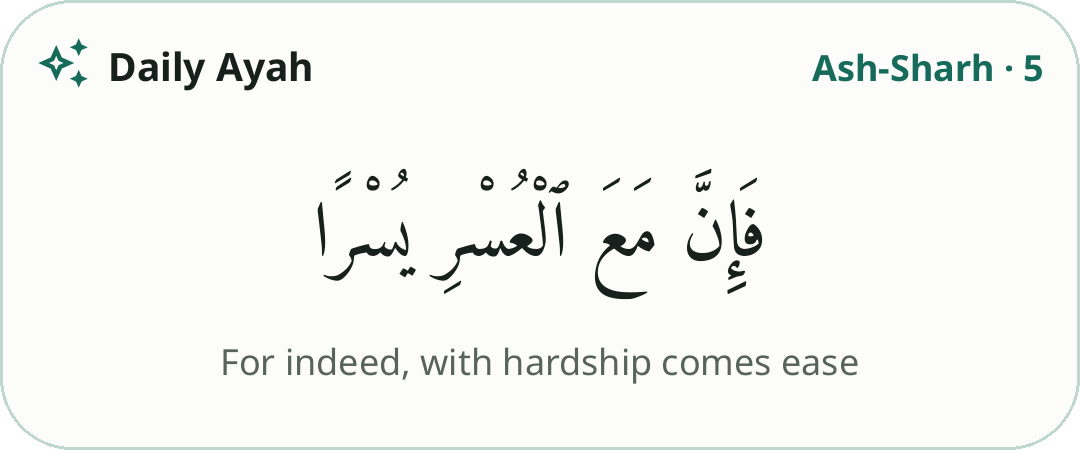 Daily Ayah
Ash-Sharh · 5
فَإِنَّ مَعَ ٱلْعُسْرِ يُسْرًا
For indeed, with hardship comes ease